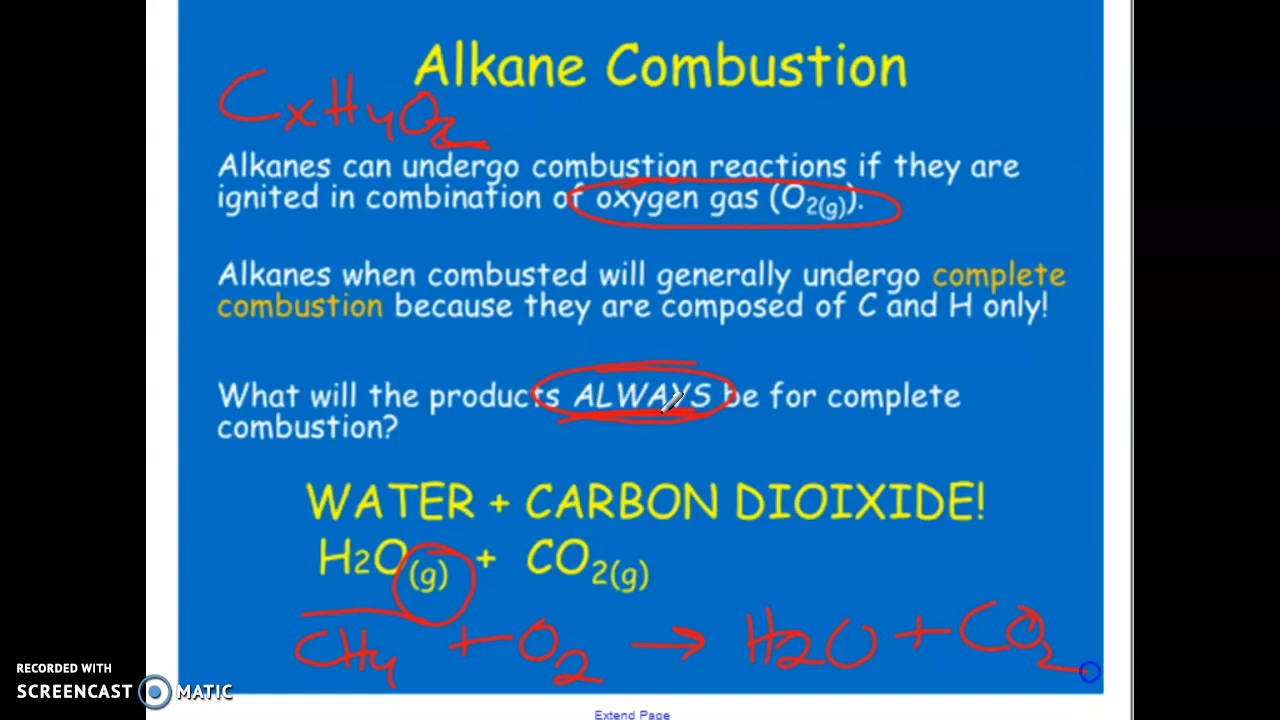 Alkane Combustion
CxHyO2
Alkanes can undergo combustion reactions if they are
ignited in combination of oxygen gas (O2(g)).
Alkanes when combusted will generally undergo complete
combustion because they are composed of C and H only!
What will the products ALWAYS be for complete
combustion?
WATER + CARBON DIOIXIDE!
H2O(g) + CO2(g)
CH4 + O2 → H2O + CO2
RECORDED WITH
SCREENCAST MATIC
Extend Page